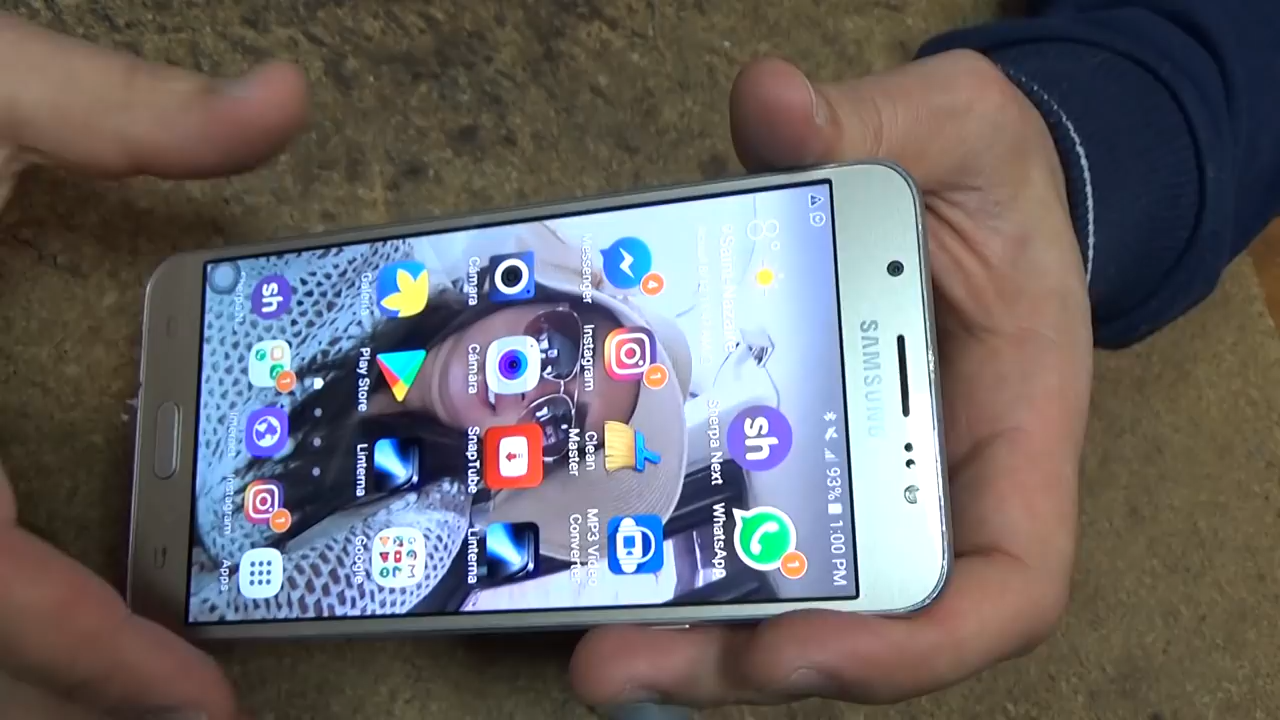 SAMSUNG
93% 1:00 PM
8°
Sherpa Next
WhatsApp
4
1
1
Messenger
Instagram
Clean
Master
MP3 Video
Converter
Cámara
Cámara
SnapTube
Linterna
Galería
Play Store
Linterna
Google
sh
sh
1
1
Internet
Instagram
Apps